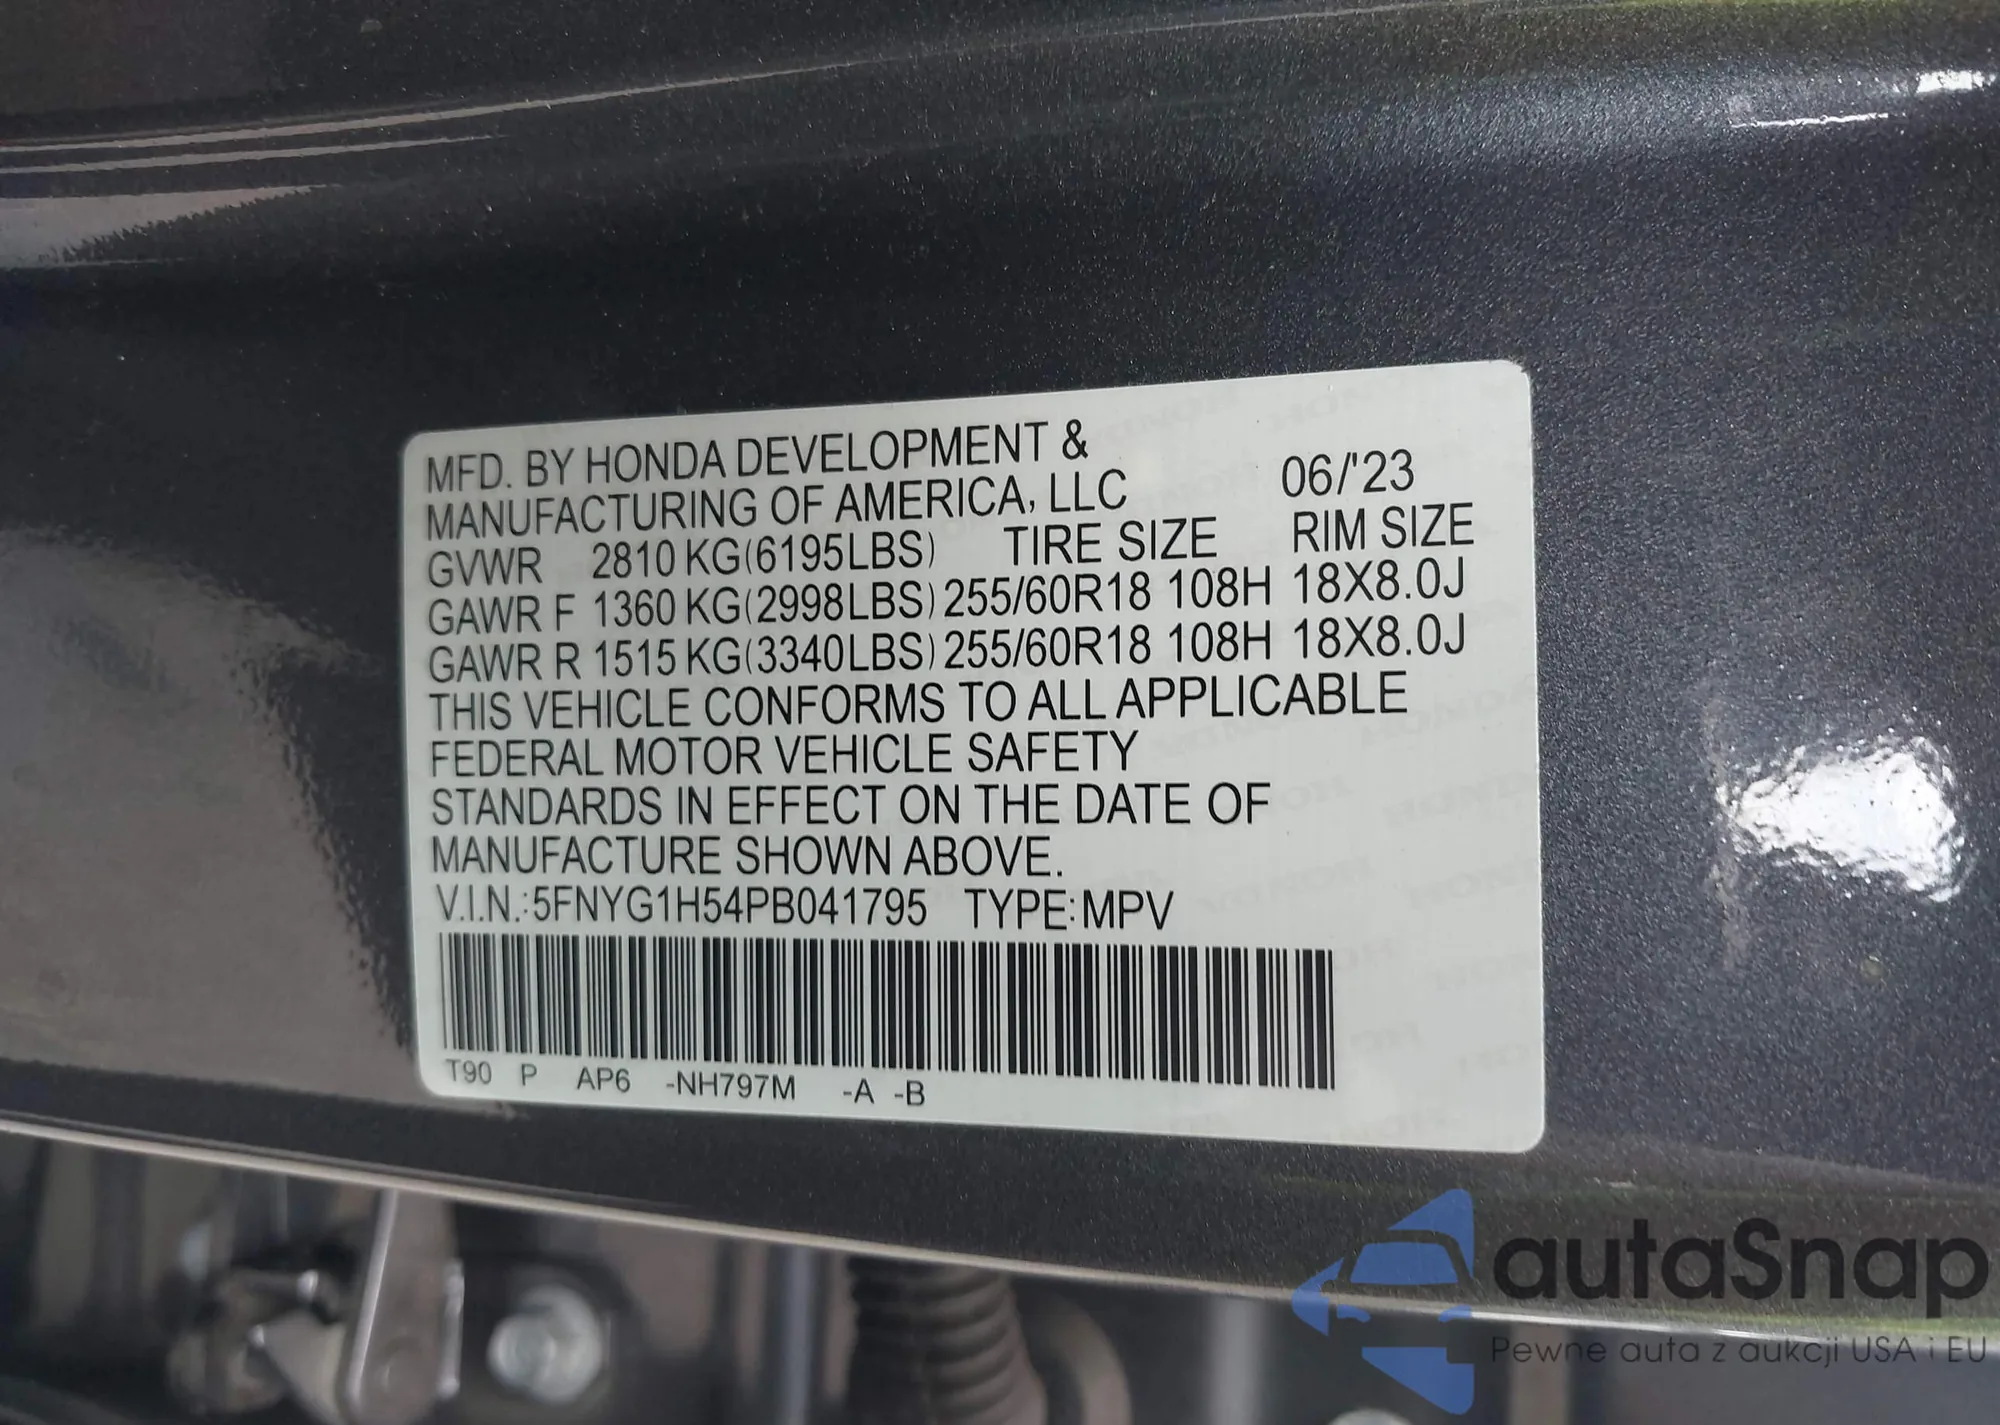 MFD. BY HONDA DEVELOPMENT &
MANUFACTURING OF AMERICA, LLC 06/'23
GVWR 2810 KG(6195LBS) TIRE SIZE RIM SIZE
GAWR F 1360 KG(2998LBS) 255/60R18 108H 18X8.0J
GAWR R 1515 KG(3340LBS) 255/60R18 108H 18X8.0J
THIS VEHICLE CONFORMS TO ALL APPLICABLE
FEDERAL MOTOR VEHICLE SAFETY
STANDARDS IN EFFECT ON THE DATE OF
MANUFACTURE SHOWN ABOVE.
V.I.N.:5FNYG1H54PB041795 TYPE:MPV
T90 P AP6 -NH797M -A -B
autaSnap
Pewne auta z aukcji USA i EU